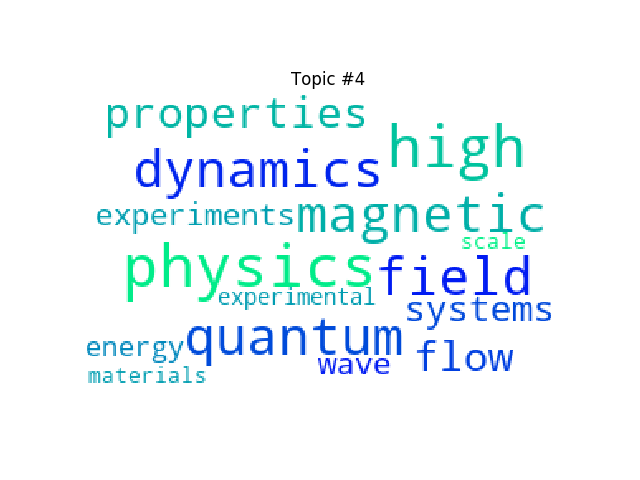 Topic #4
properties
high
dynamics
experiments magnetic
scale
physics field
experimental
systems
quantum
energy
wave flow
materials